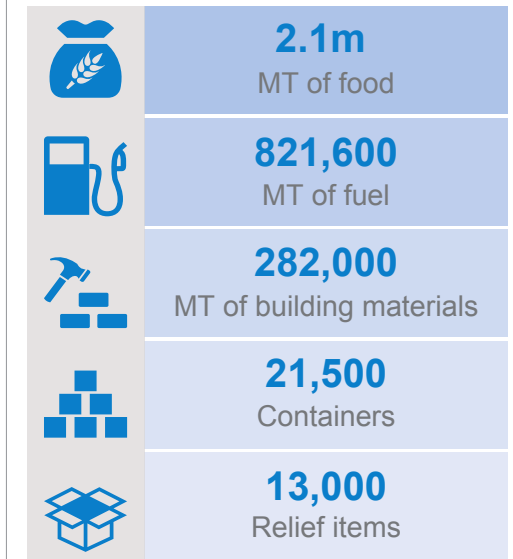 2.1m
MT of food
821,600
MT of fuel
282,000
MT of building materials
21,500
Containers
13,000
Relief items